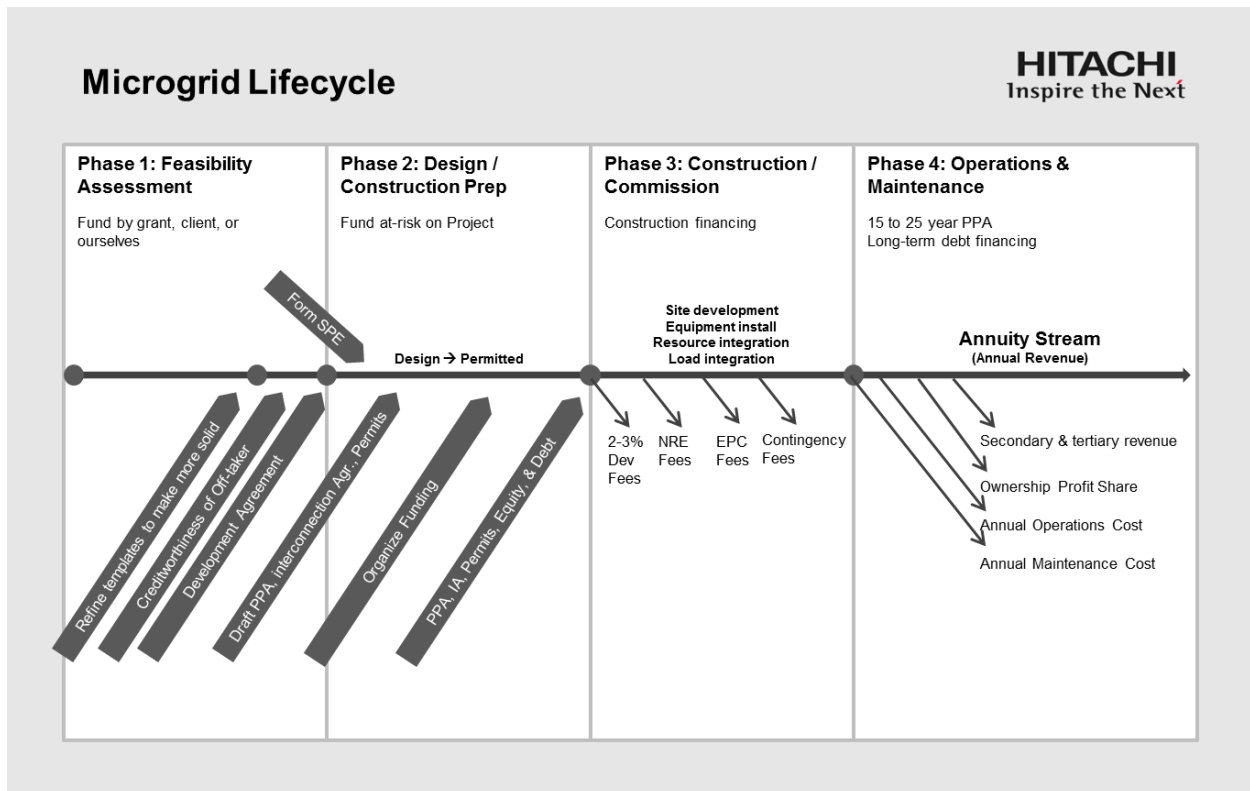 Microgrid Lifecycle
HITACHI
Inspire the Next
Phase 1: Feasibility
Assessment
Fund by grant, client, or
ourselves
Phase 2: Design /
Construction Prep
Fund at-risk on Project
Phase 3: Construction /
Commission
Construction financing
Phase 4: Operations &
Maintenance
15 to 25 year PPA
Long-term debt financing
Form SPE
Design → Permitted
Site development
Equipment install
Resource integration
Load integration
Annuity Stream
(Annual Revenue)
Refine templates to make more solid
Creditworthiness of Off-taker
Development Agreement
Draft PPA, interconnection Agr., Permits
Organize Funding
PPA, IA, Permits, Equity, & Debt
2-3%
Dev
Fees
NRE
Fees
EPC
Fees
Contingency
Fees
Secondary & tertiary revenue
Ownership Profit Share
Annual Operations Cost
Annual Maintenance Cost